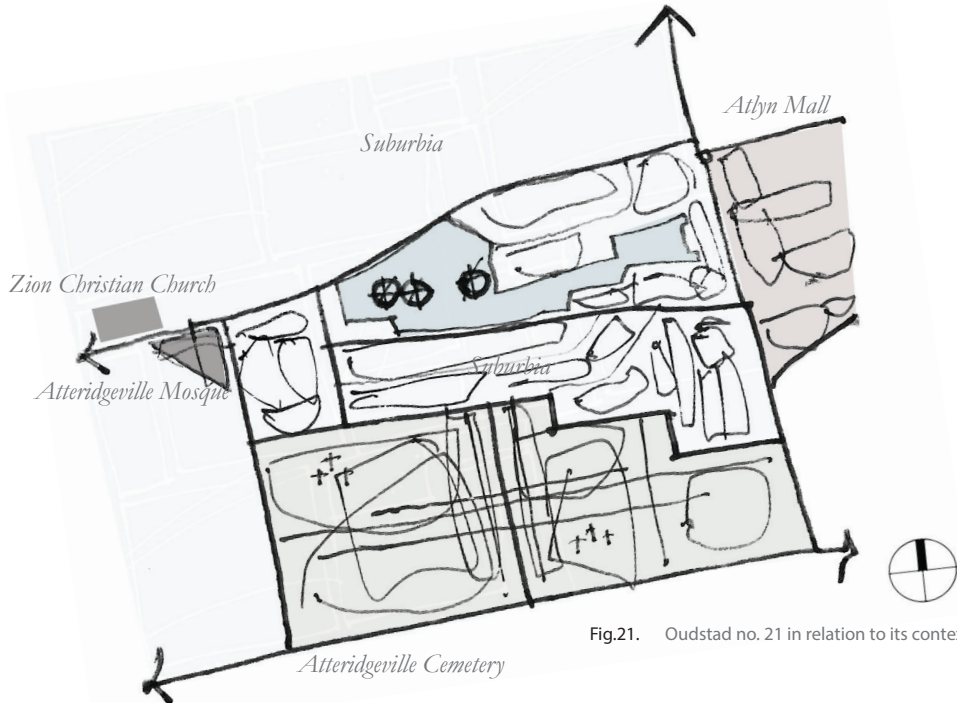 Atlyn Mall
Suburbia
Zion Christian Church
Suburbia
Atteridgeville Mosque
Fig.21. Oudstad no. 21 in relation to its
Atteridgeville Cemetery